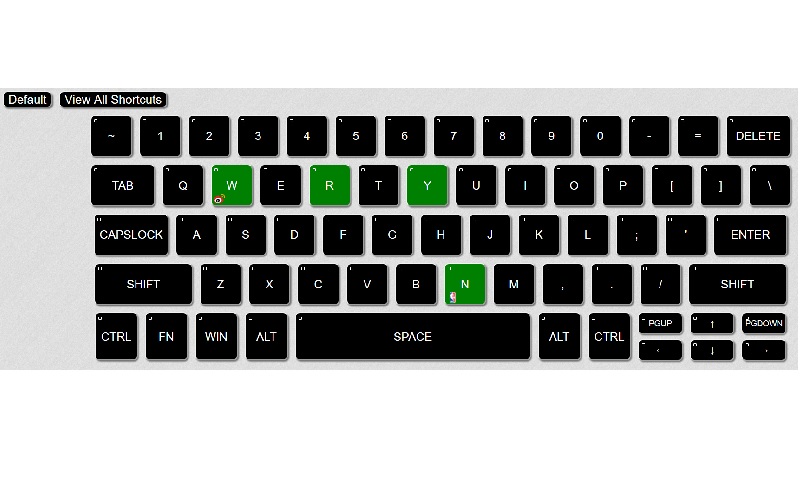 Default View All Shortcuts
~ 1 2 3 4 5 6 7 8 9 0 - = DELETE
TAB Q W E R T Y U I O P [ ] \
CAPSLOCK A S D F G H J K L ; ' ENTER
SHIFT Z X C V B N M , . / SHIFT
CTRL FN WIN ALT SPACE ALT CTRL PGUP ↑ PGDOWN
← ↓ →